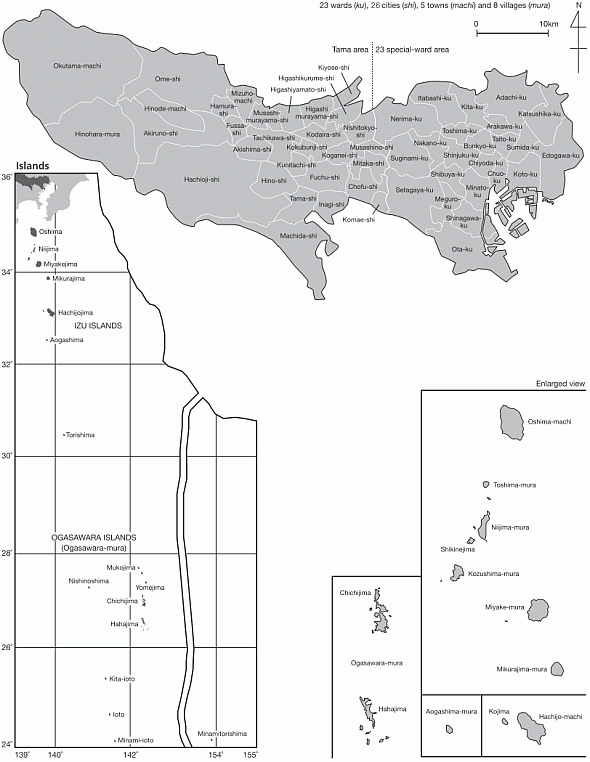 23 wards (ku), 26 cities (shi), 5 towns (machi) and 8 villages (mura)
N
0 10km
Tama area 23 special-ward area
Kiyose-shi
Higashikurume-shi
Higashiyamato-shi
Okutama-machi
Ome-shi
Mizuho-
machi
Hamura-
shi
Hinode-machi
Musashi-
murayama-shi
Higashi
murayama-shi
Fussa-
shi
Hinohara-mura
Akiruno-shi
Tachikawa-shi
Kodaira-shi
Nishitokyo-
shi
Akishima-shi
Kokubunji-shi
Koganei-shi
Musashino-shi
Mitaka-shi
Kunitachi-shi
Hachioji-shi
Hino-shi
Fuchu-shi
Chofu-shi
Tama-shi
Inagi-shi
Komae-shi
Machida-shi
Itabashi-ku
Kita-ku
Adachi-ku
Katsushika-ku
Nerima-ku
Toshima-ku
Arakawa-ku
Taito-ku
Nakano-ku
Bunkyo-ku
Sumida-ku
Suginami-ku
Shinjuku-ku
Chiyoda-ku
Edogawa-ku
Shibuya-ku
Chuo-
ku
Koto-ku
Setagaya-ku
Minato-
ku
Meguro-
ku
Shinagawa-
ku
Ota-ku
Islands
36°
Oshima
Niijima
Miyakejima
34°
Mikurajima
Hachijojima
IZU ISLANDS
Aogashima
32°
Torishima
30°
OGASAWARA ISLANDS
(Ogasawara-mura)
28°
Mukojima
Nishinoshima
Yomejima
Chichijima
Hahajima
26°
Kita-ioto
Ioto
Minami-ioto
Minamitorishima
24°
139° 140° 142° 154° 155°
Enlarged view
Oshima-machi
Toshima-mura
Niijima-mura
Shikinejima
Kozushima-mura
Miyake-mura
Mikurajima-mura
Chichijima
Ogasawara-mura
Hahajima
Aogashima-mura
Kojima
Hachijo-machi